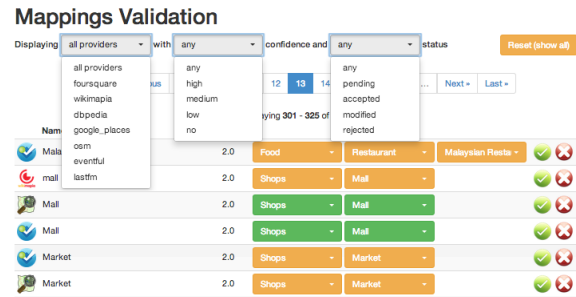 Mappings Validation
Displaying all providers with any confidence and any status Reset (show all)
all providers
foursquare
wikimapia
dbpedia
google_places
osm
eventful
lastfm
any
high
medium
low
no
any
pending
accepted
modified
rejected
12 13 14 ... Next » Last »
301 - 325 of
2.0 Food Restaurant Malaysian Resta
mall 2.0 Shops Mall
Mall 2.0 Shops Mall
Mall 2.0 Shops Mall
Market 2.0 Shops Market
Market 2.0 Shops Market